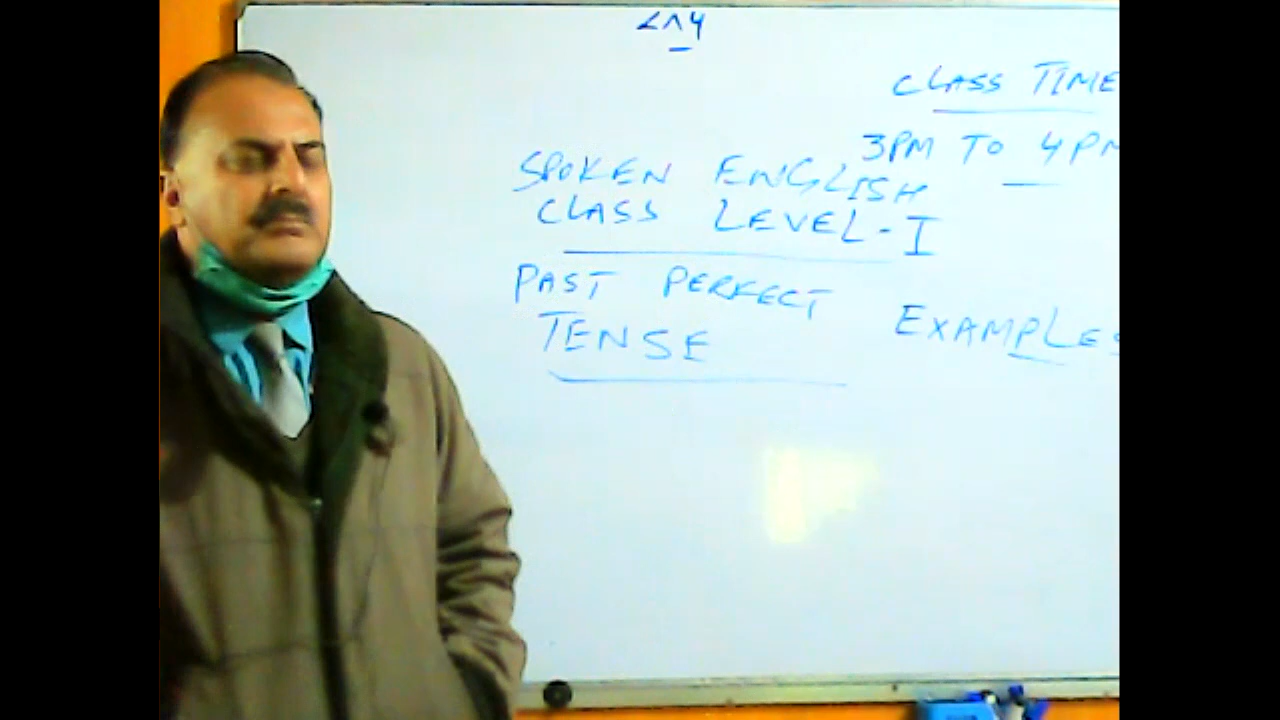 CLASS TIME
3PM TO 4PM
SPOKEN ENGLISH
CLASS LEVEL-I
PAST PERFECT
TENSE
EXAMPLES